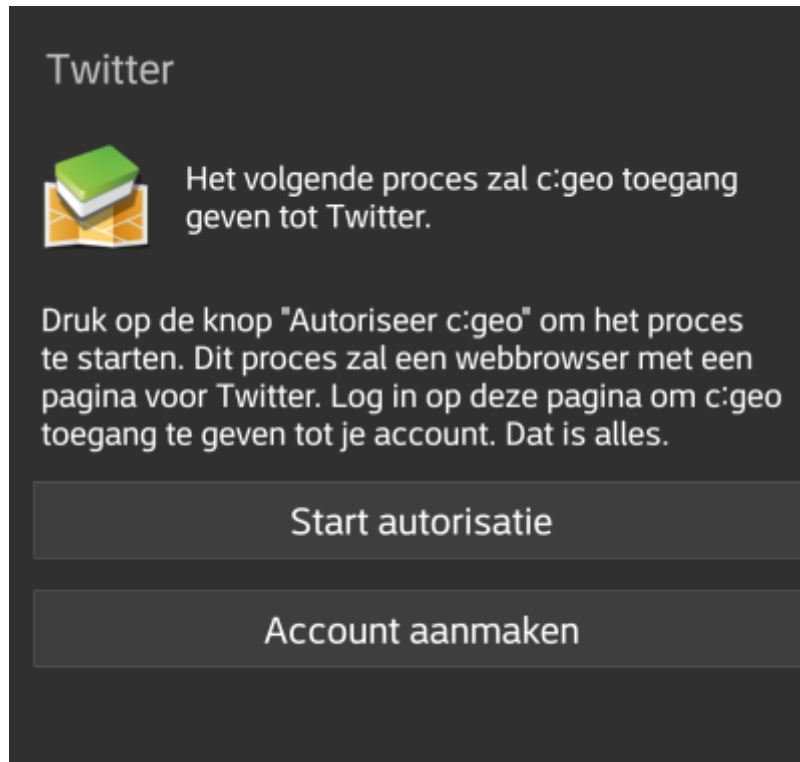 Twitter
Het volgende proces zal c:geo toegang
geven tot Twitter.
Druk op de knop "Autoriseer c:geo" om het proces
te starten. Dit proces zal een webbrowser met een
pagina voor Twitter. Log in op deze pagina om c:geo
toegang te geven tot je account. Dat is alles.
Start autorisatie
Account aanmaken